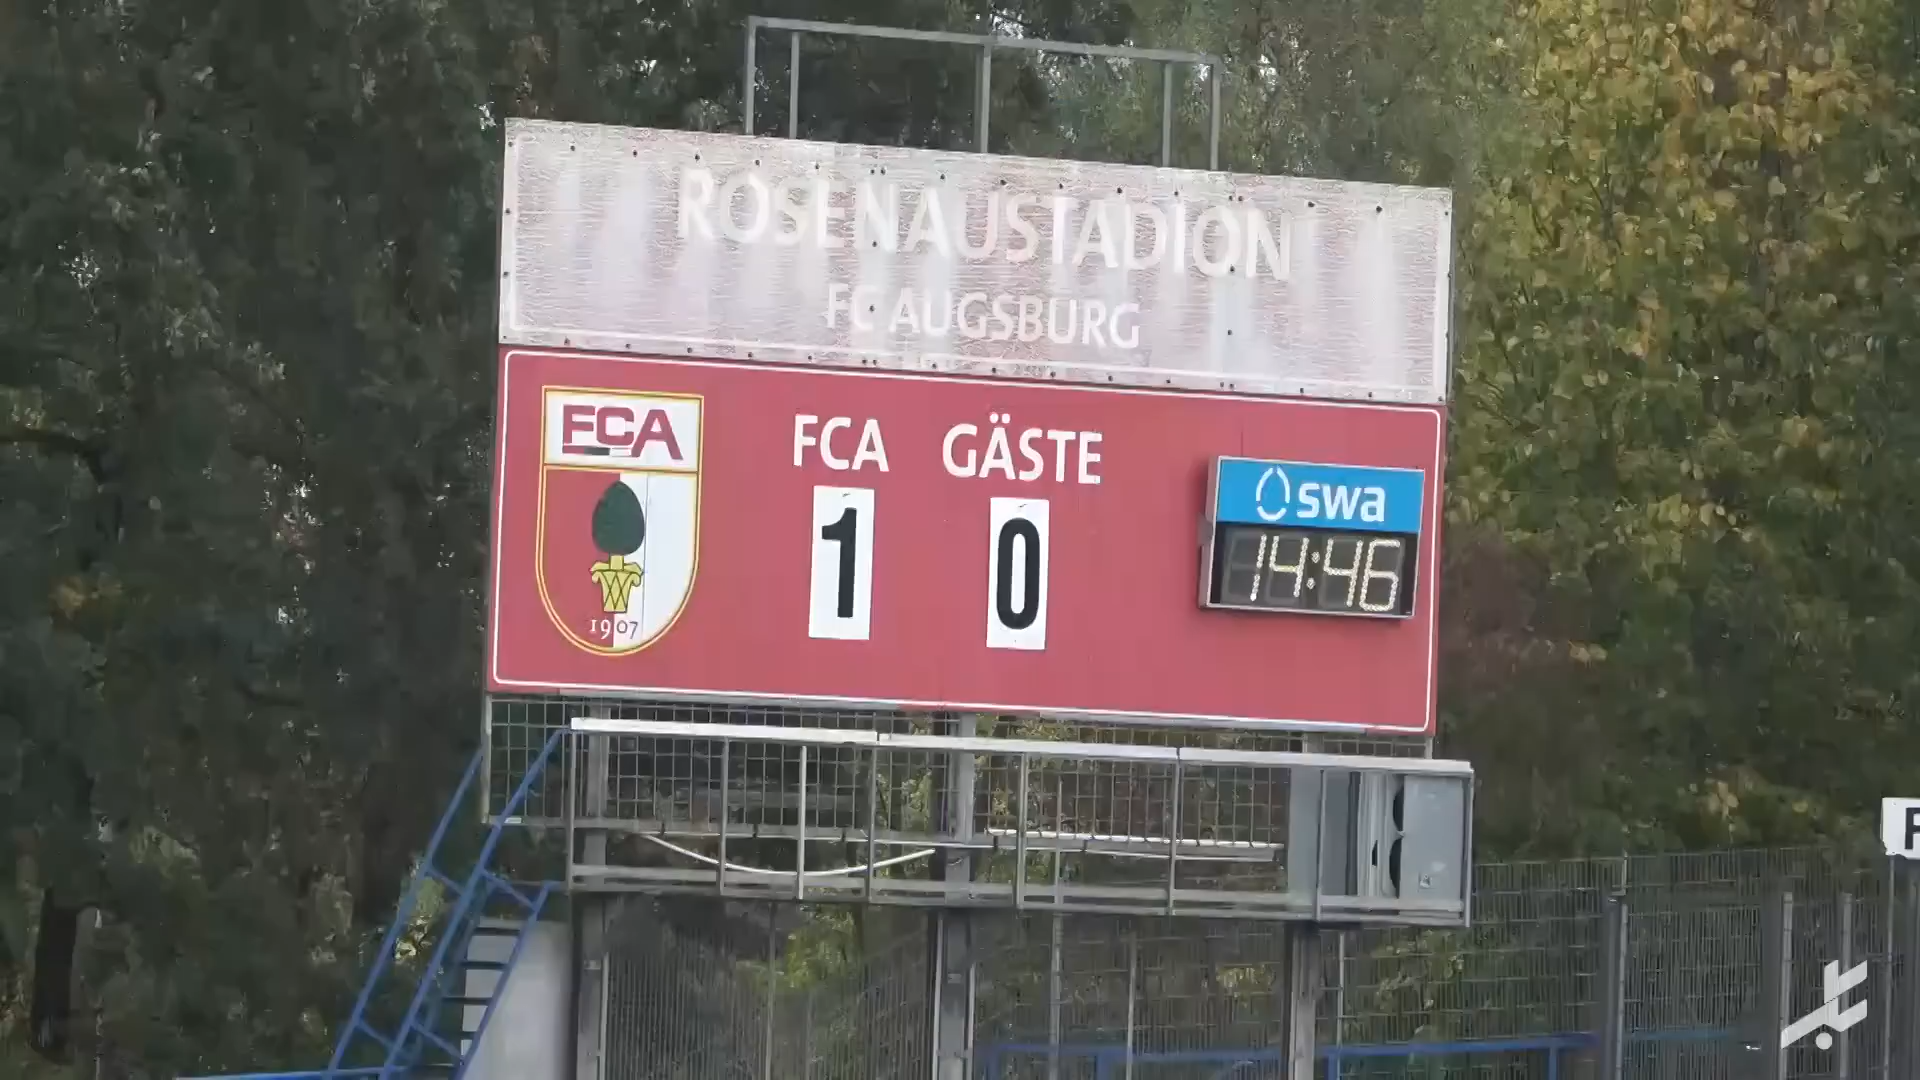 ROSENAUSTADION
FC AUGSBURG
FCA
1907
FCA GÄSTE
1 0
swa
14:46